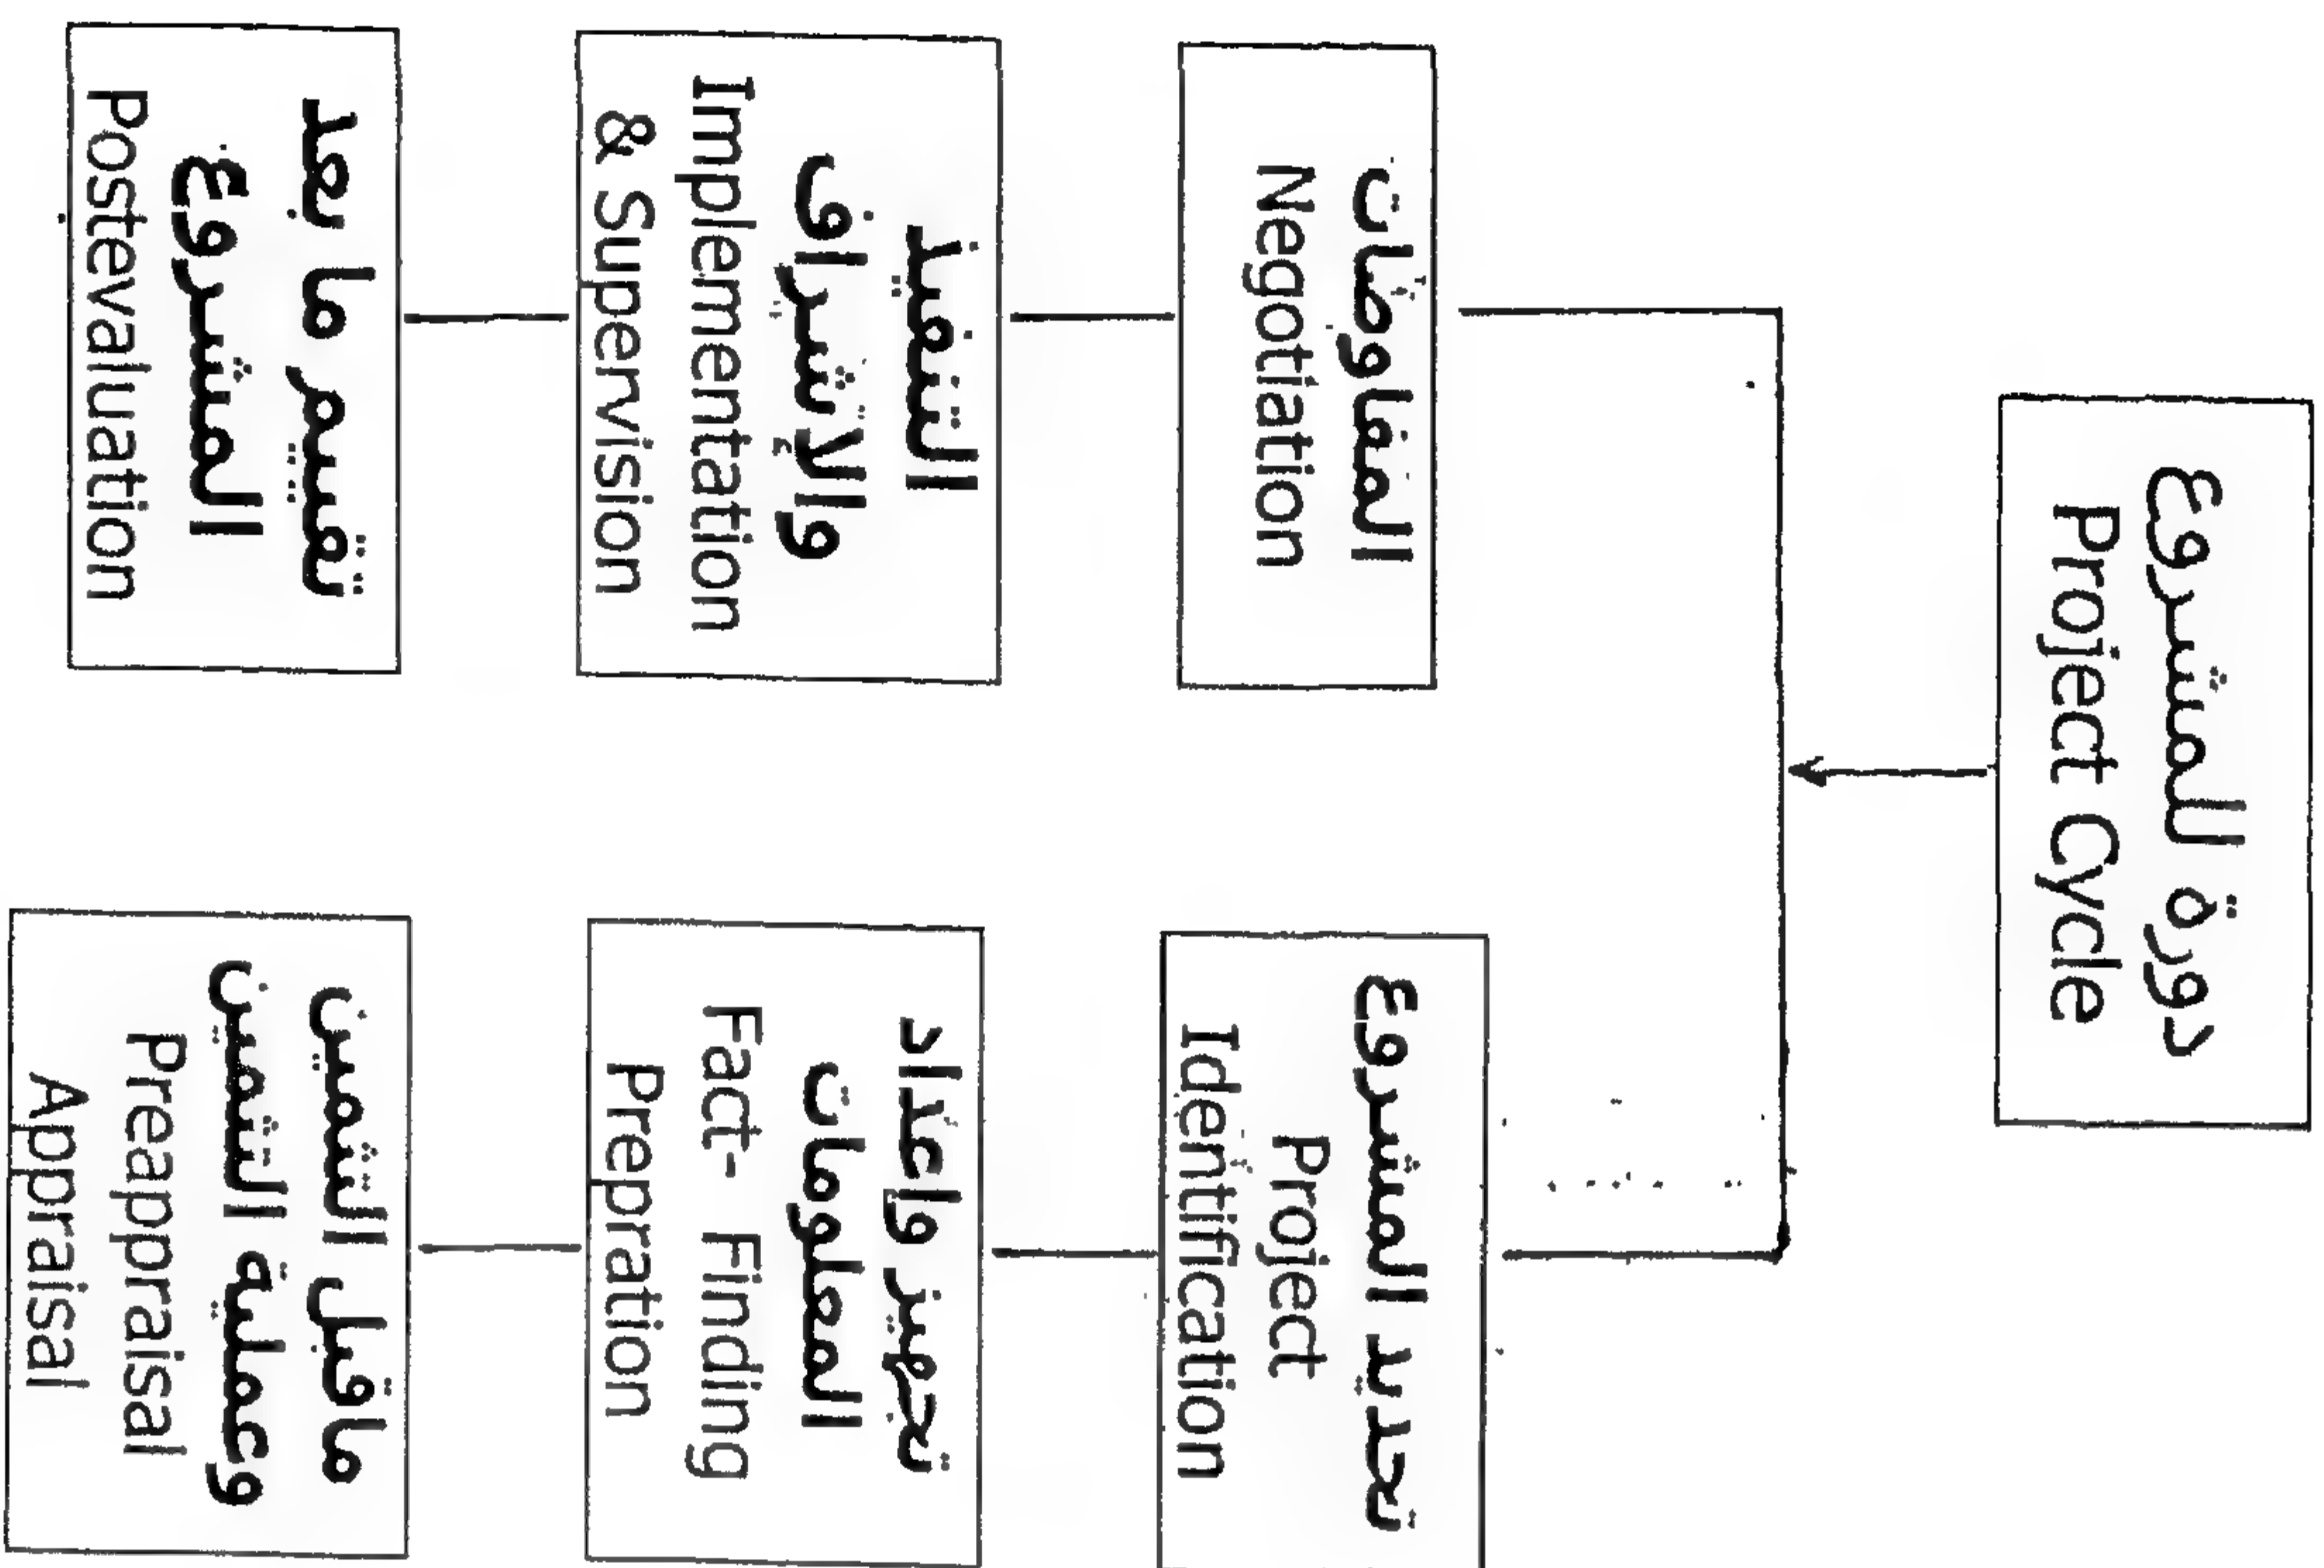 دورة المشروع
Project Cycle
تحديد المشروع
Project
Identification
تجهيز واعداد
المعلومات
Fact- Finding
Prepration
ماقبل التثمين
وعملية التثمين
Preappraisal
Appraisal
المفاوضات
Negotiation
التنفيذ
والإشراف
Implementation
& Supervision
تقييم ما بعد
المشروع
Postevaluation